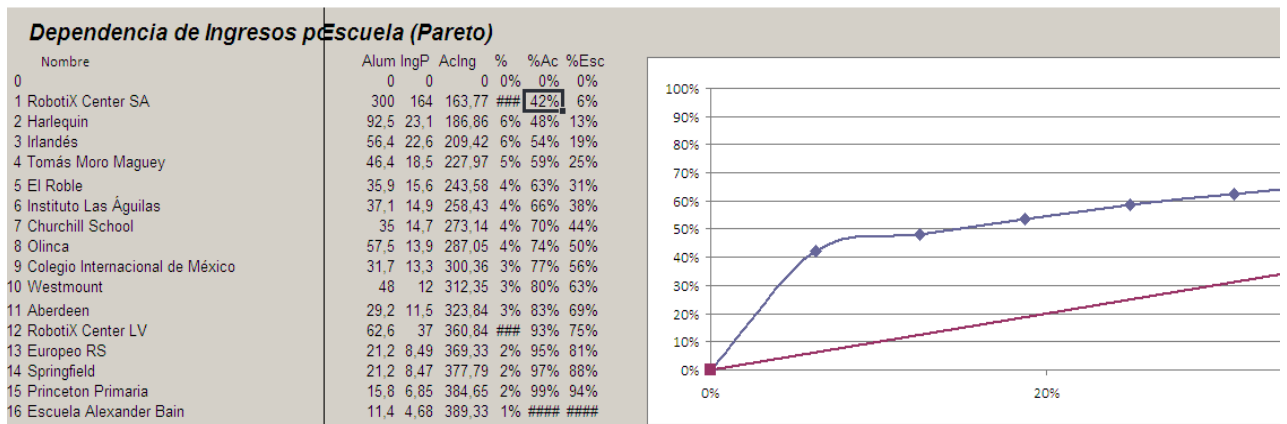 Dependencia de Ingresos po Escuela (Pareto)
Nombre Alum IngP AcIng % %Ac %Esc
0 0 0 0 0% 0% 0%
1 RobotiX Center SA 300 164 163,77 ### 42% 6%
2 Harlequin 92,5 23,1 186,86 6% 48% 13%
3 Irlandés 56,4 22,6 209,42 6% 54% 19%
4 Tomás Moro Maguey 46,4 18,5 227,97 5% 59% 25%
5 El Roble 35,9 15,6 243,58 4% 63% 31%
6 Instituto Las Águilas 37,1 14,9 258,43 4% 66% 38%
7 Churchill School 35 14,7 273,14 4% 70% 44%
8 Olinca 57,5 13,9 287,05 4% 74% 50%
9 Colegio Internacional de México 31,7 13,3 300,36 3% 77% 56%
10 Westmount 48 12 312,35 3% 80% 63%
11 Aberdeen 29,2 11,5 323,84 3% 83% 69%
12 RobotiX Center LV 62,6 37 360,84 ### 93% 75%
13 Europeo RS 21,2 8,49 369,33 2% 95% 81%
14 Springfield 21,2 8,47 377,79 2% 97% 88%
15 Princeton Primaria 15,8 6,85 384,65 2% 99% 94%
16 Escuela Alexander Bain 11,4 4,68 389,33 1% #### ####
100%
90%
80%
70%
60%
50%
40%
30%
20%
10%
0%
0% 20%